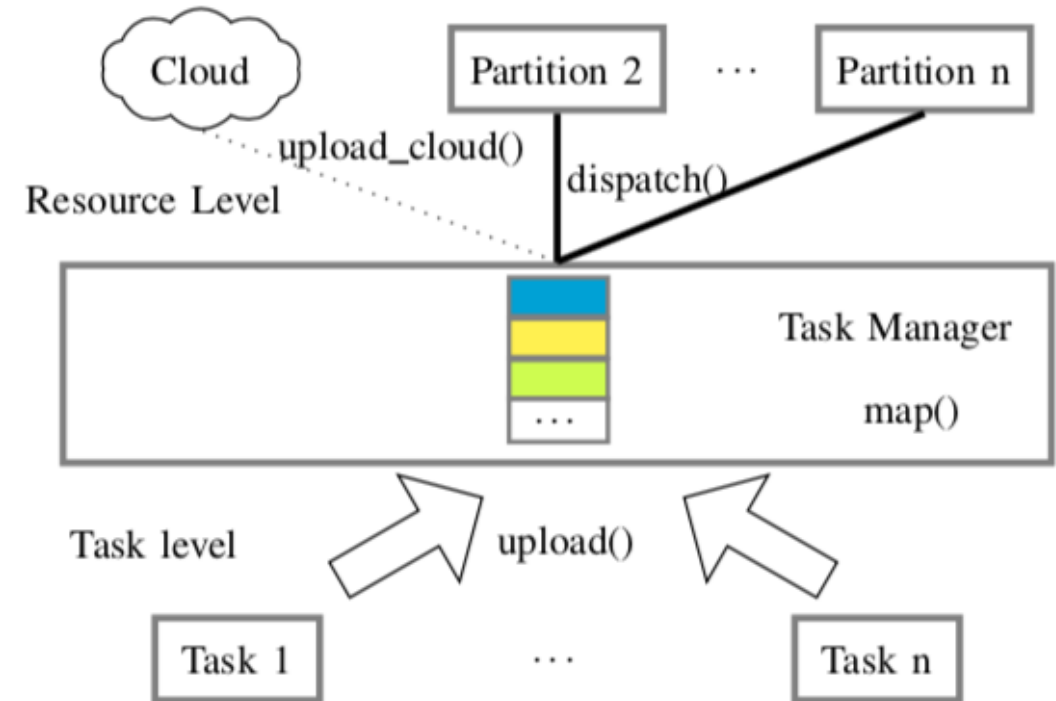 Cloud
Partition 2
...
Partition n
upload_cloud()
dispatch()
Resource Level
Task Manager
...
map()
Task level
upload()
Task 1
...
Task n